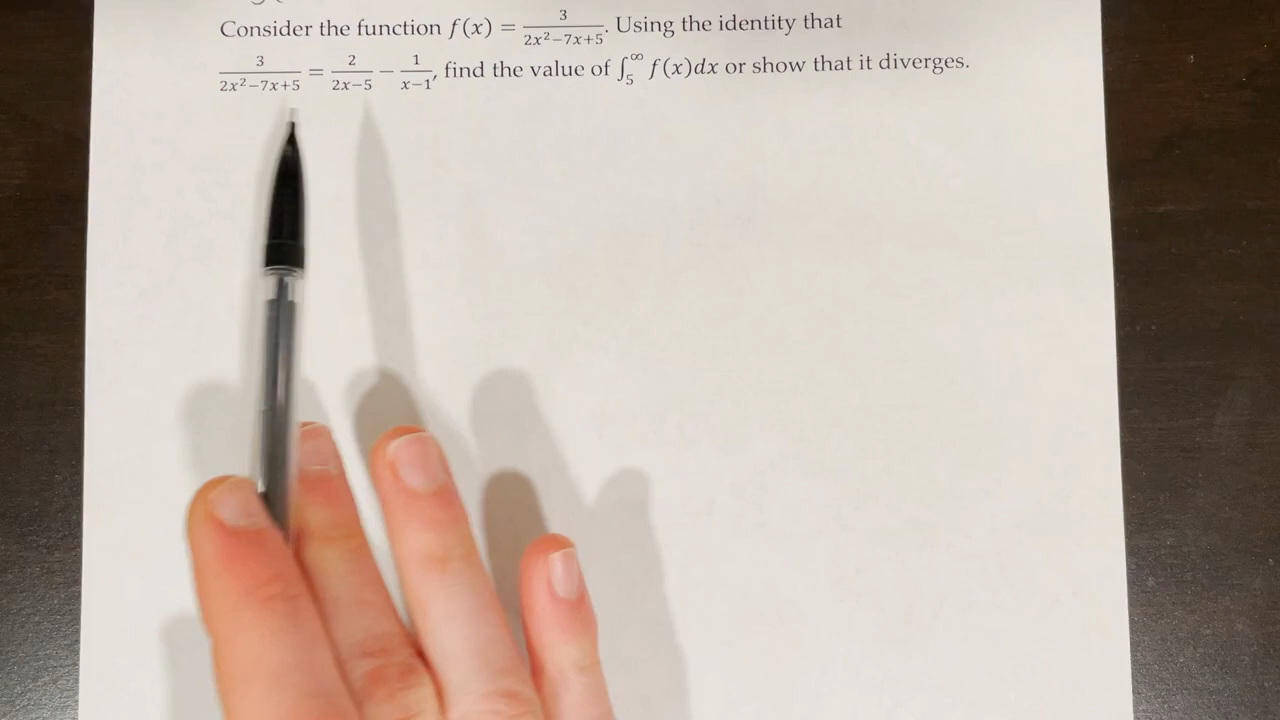 Consider the function f(x) = 3/(2x²−7x+5). Using the identity that
3/(2x²−7x+5) = 2/(2x−5) − 1/(x−1), find the value of ∫₅^∞ f(x)dx or show that it diverges.